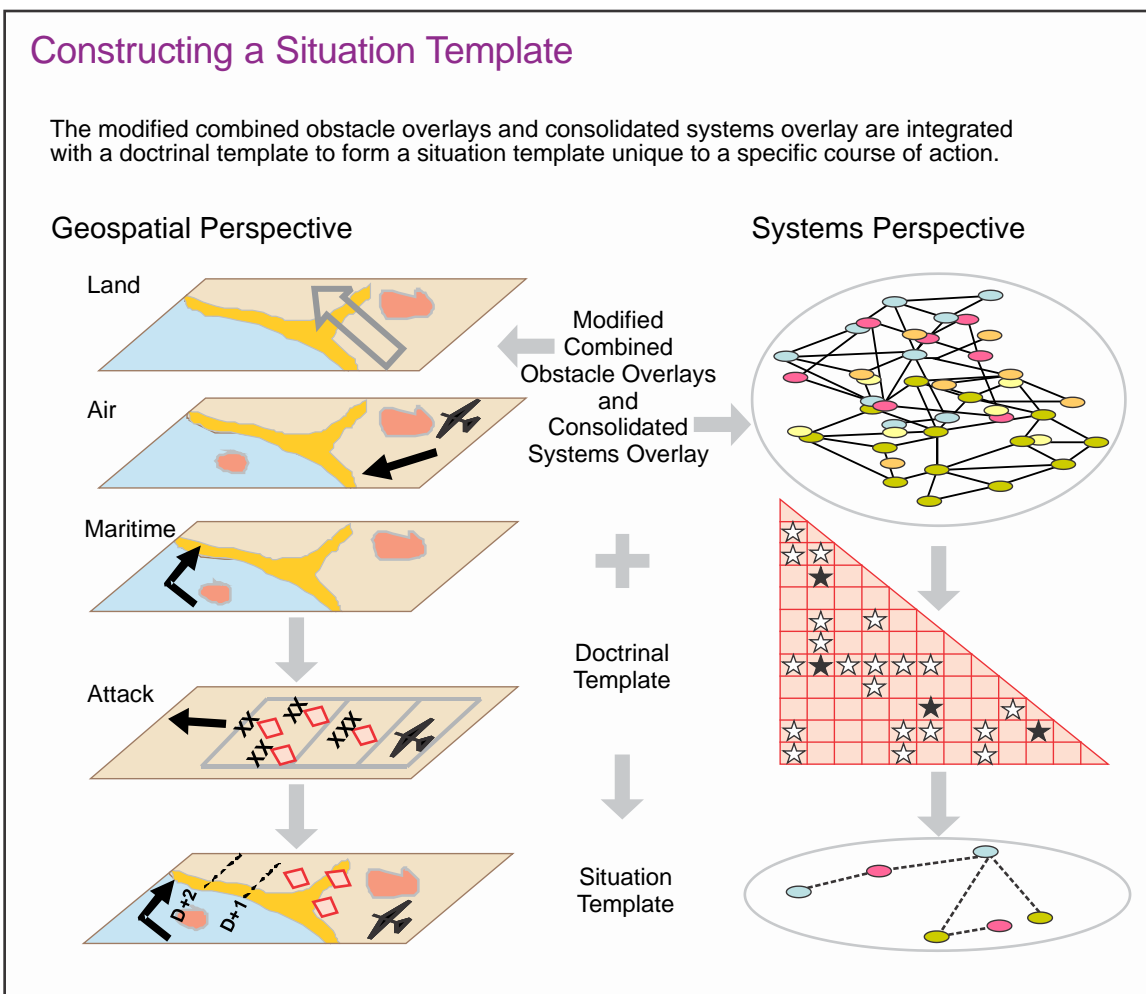 Constructing a Situation Template
The modified combined obstacle overlays and consolidated systems overlay are integrated
with a doctrinal template to form a situation template unique to a specific course of action.
Geospatial Perspective
Systems Perspective
Land
Air
Maritime
Modified
Combined
Obstacle Overlays
and
Consolidated
Systems Overlay
Attack
XX
XX
XX
XXX
Doctrinal
Template
D+2
D+1
Situation
Template